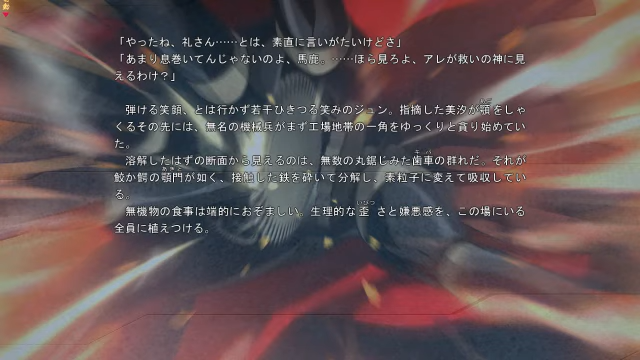 「やったね、礼さん……とは、素直に言いがたいけどさ」
「あまり息巻いてんじゃないのよ、馬鹿。……ほら見ろよ、アレが救いの神に見
えるわけ？」
弾ける笑顔、とは行かず若干ひきつる笑みのジュン。指摘した美汐が顎をしゃ
くるその先には、無名の機械兵がまず工場地帯の一角をゆっくりと貪り始めてい
た。
溶解したはずの断面から見えるのは、無数の丸鋸じみた歯車の群れだ。それが
鮫か鰐の顎門が如く、接触した鉄を砕いて分解し、素粒子に変えて吸収してい
る。
無機物の食事は端的におぞましい。生理的な歪さと嫌悪感を、この場にいる
全員に植えつける。